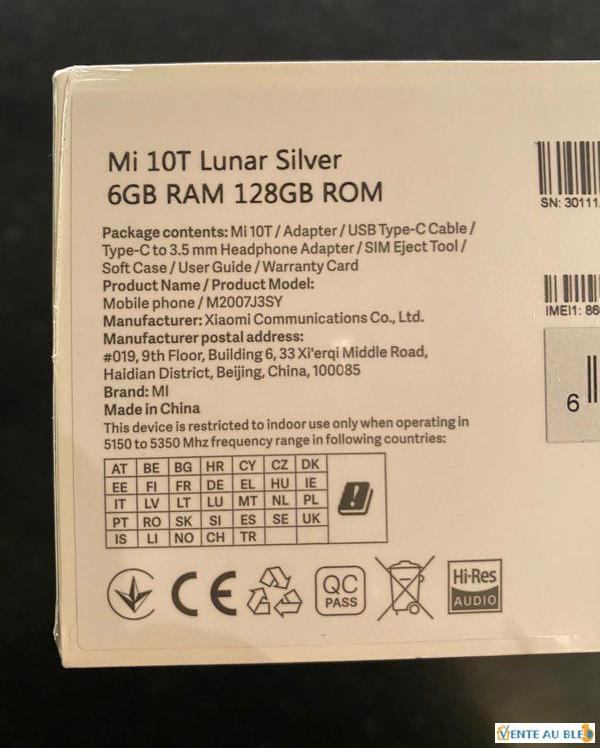 Mi 10T Lunar Silver
6GB RAM 128GB ROM
SN: 30111
Package contents: Mi 10T / Adapter / USB Type-C Cable /
Type-C to 3.5 mm Headphone Adapter / SIM Eject Tool /
Soft Case / User Guide / Warranty Card
Product Name / Product Model:
Mobile phone / M2007J3SY
IMEI1: 86
Manufacturer: Xiaomi Communications Co., Ltd.
Manufacturer postal address:
#019, 9th Floor, Building 6, 33 Xi'erqi Middle Road,
Haidian District, Beijing, China, 100085
Brand: MI
Made in China
6
This device is restricted to indoor use only when operating in
5150 to 5350 Mhz frequency range in following countries:
AT BE BG HR CY CZ DK
EE FI FR DE EL HU IE
IT LV LT LU MT NL PL
PT RO SK SI ES SE UK
IS LI NO CH TR
CE
QC
PASS
Hi-Res
AUDIO
VENTE AU BLED